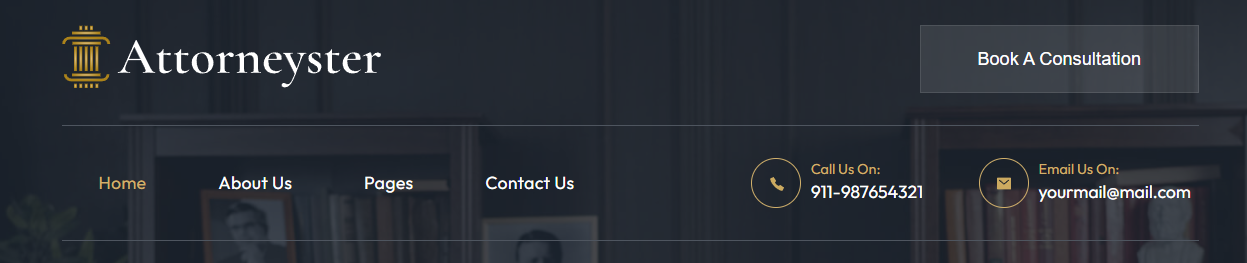 Attorneyster
Book A Consultation
Home
About Us
Pages
Contact Us
Call Us On:
911-987654321
Email Us On:
yourmail@mail.com